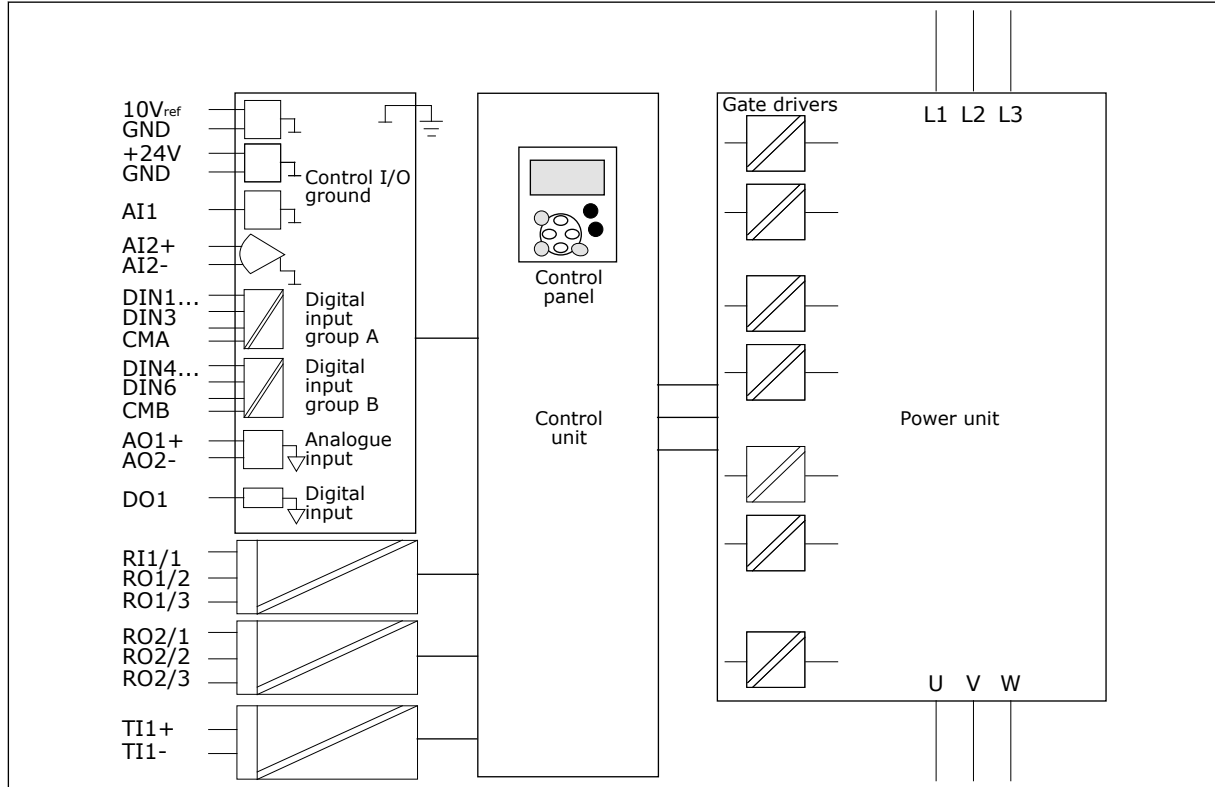 10Vref
GND
+24V
GND
AI1
AI2+
AI2-
DIN1...
DIN3
CMA
DIN4...
DIN6
CMB
AO1+
AO2-
DO1
RI1/1
RO1/2
RO1/3
RO2/1
RO2/2
RO2/3
TI1+
TI1-
Control I/O
ground
Digital
input
group A
Digital
input
group B
Analogue
input
Digital
input
Control
panel
Control
unit
Gate drivers
L1 L2 L3
Power unit
U V W